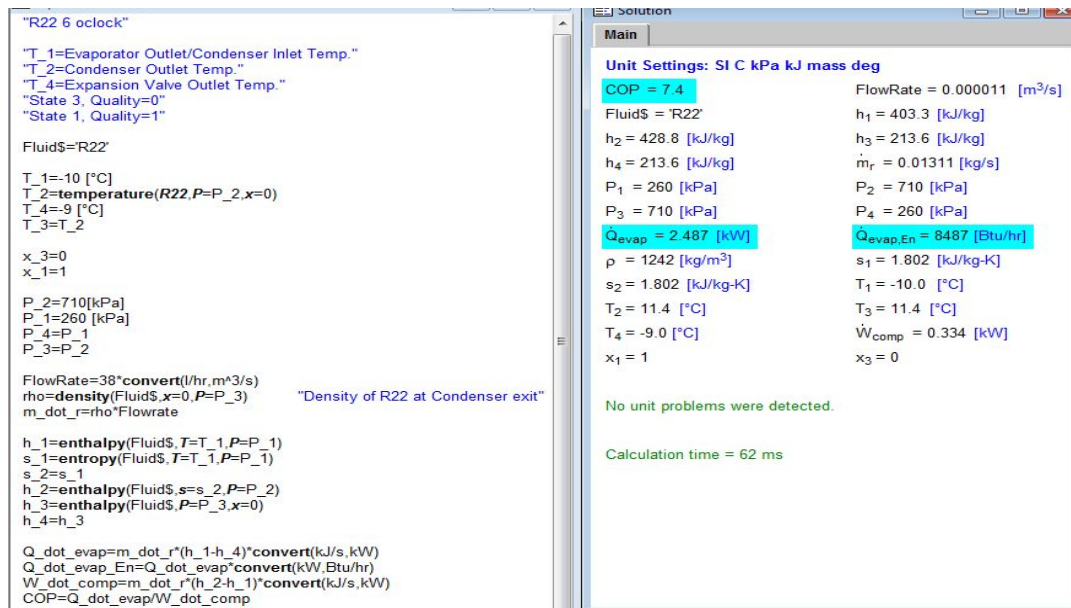 "R22 6 oclock"
"T_1=Evaporator Outlet/Condenser Inlet Temp."
"T_2=Condenser Outlet Temp."
"T_4=Expansion Valve Outlet Temp."
"State 3, Quality=0"
"State 1, Quality=1"
Fluid$='R22'
T_1=-10 [°C]
T_2=temperature(R22,P=P_2,x=0)
T_4=-9 [°C]
T_3=T_2
x_3=0
x_1=1
P_2=710[kPa]
P_1=260 [kPa]
P_4=P_1
P_3=P_2
FlowRate=38*convert(l/hr,m^3/s)
rho=density(Fluid$,x=0,P=P_3) "Density of R22 at Condenser exit"
m_dot_r=rho*Flowrate
h_1=enthalpy(Fluid$,T=T_1,P=P_1)
s_1=entropy(Fluid$,T=T_1,P=P_1)
s_2=s_1
h_2=enthalpy(Fluid$,s=s_2,P=P_2)
h_3=enthalpy(Fluid$,P=P_3,x=0)
h_4=h_3
Q_dot_evap=m_dot_r*(h_1-h_4)*convert(kJ/s,kW)
Q_dot_evap_En=Q_dot_evap*convert(kW,Btu/hr)
W_dot_comp=m_dot_r*(h_2-h_1)*convert(kJ/s,kW)
COP=Q_dot_evap/W_dot_comp
Solution
Main
Unit Settings: SI C kPa kJ mass deg
COP = 7.4 FlowRate = 0.000011 [m³/s]
Fluid$ = 'R22' h₁ = 403.3 [kJ/kg]
h₂ = 428.8 [kJ/kg] h₃ = 213.6 [kJ/kg]
h₄ = 213.6 [kJ/kg] ṁr = 0.01311 [kg/s]
P₁ = 260 [kPa] P₂ = 710 [kPa]
P₃ = 710 [kPa] P₄ = 260 [kPa]
Q̇evap = 2.487 [kW] Q̇evap,En = 8487 [Btu/hr]
ρ = 1242 [kg/m³] s₁ = 1.802 [kJ/kg-K]
s₂ = 1.802 [kJ/kg-K] T₁ = -10.0 [°C]
T₂ = 11.4 [°C] T₃ = 11.4 [°C]
T₄ = -9.0 [°C] Ẇcomp = 0.334 [kW]
x₁ = 1 x₃ = 0
No unit problems were detected.
Calculation time = 62 ms